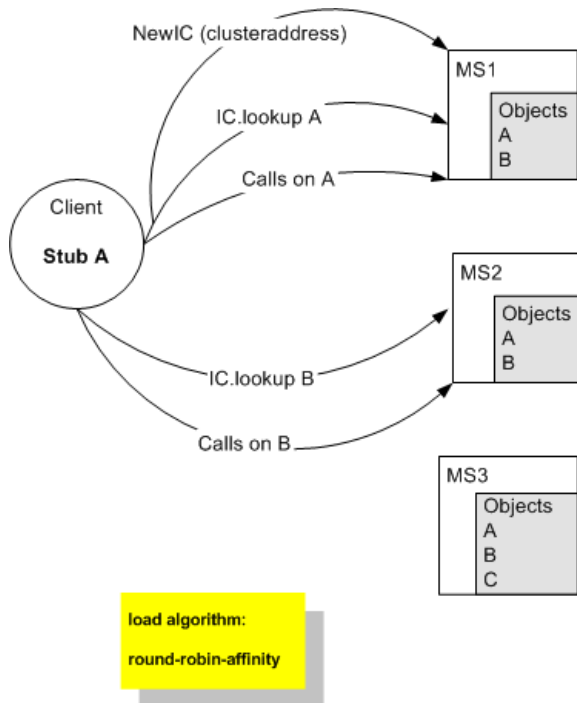 NewIC (clusteraddress)
MS1
Objects
A
B
IC.lookup A
Calls on A
Client
Stub A
MS2
Objects
A
B
IC.lookup B
Calls on B
MS3
Objects
A
B
C
load algorithm:
round-robin-affinity